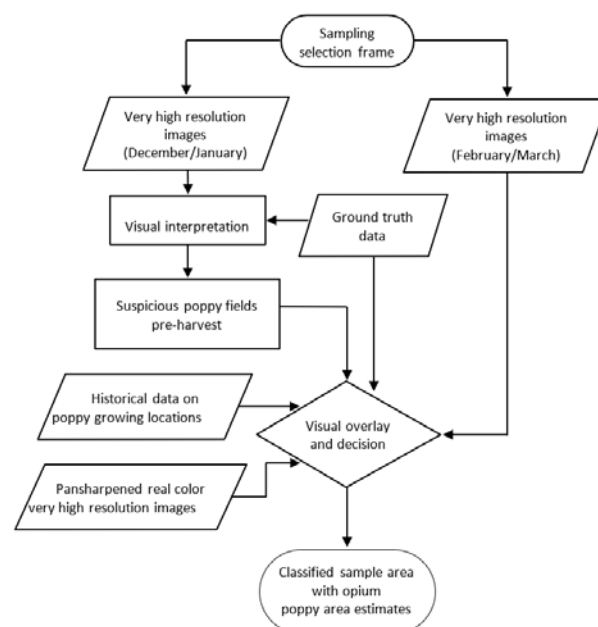 Sampling
selection frame
Very high resolution
images
(December/January)
Very high resolution
images
(February/March)
Visual interpretation
Ground truth
data
Suspicious poppy fields
pre-harvest
Historical data on
poppy growing locations
Visual overlay
and decision
Pansharpened real color
very high resolution images
Classified sample area
with opium
poppy area estimates